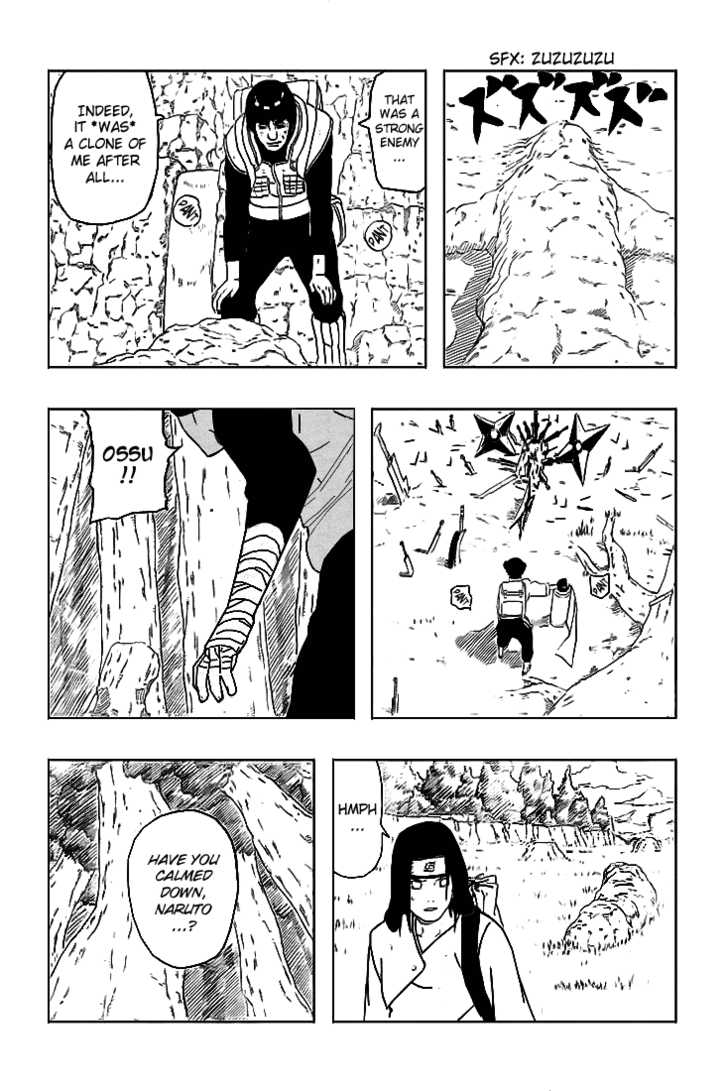 SFX: ZUZUZUZU
ズズズズ
THAT
WAS A
STRONG
ENEMY
...
INDEED,
IT *WAS*
A CLONE OF
ME AFTER
ALL...
PANT
PANT
PANT
PANT
OSSU
!!
HMPH
...
HAVE YOU
CALMED
DOWN,
NARUTO
...?